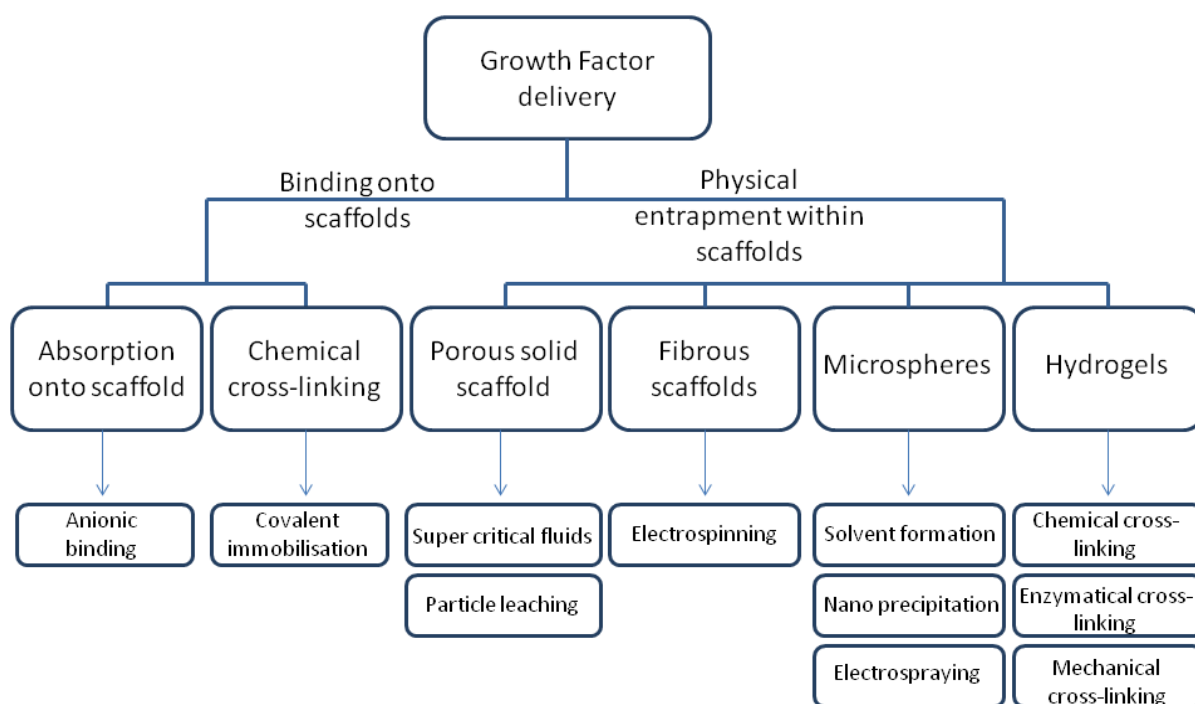 Growth Factor
delivery
Binding onto
scaffolds
Physical
entrapment within
scaffolds
Absorption
onto scaffold
Chemical
cross-linking
Porous solid
scaffold
Fibrous
scaffolds
Microspheres
Hydrogels
Anionic
binding
Covalent
immobilisation
Super critical fluids
Electrospinning
Solvent formation
Chemical cross-
linking
Particle leaching
Nano precipitation
Enzymatical cross-
linking
Electrospraying
Mechanical
cross-linking